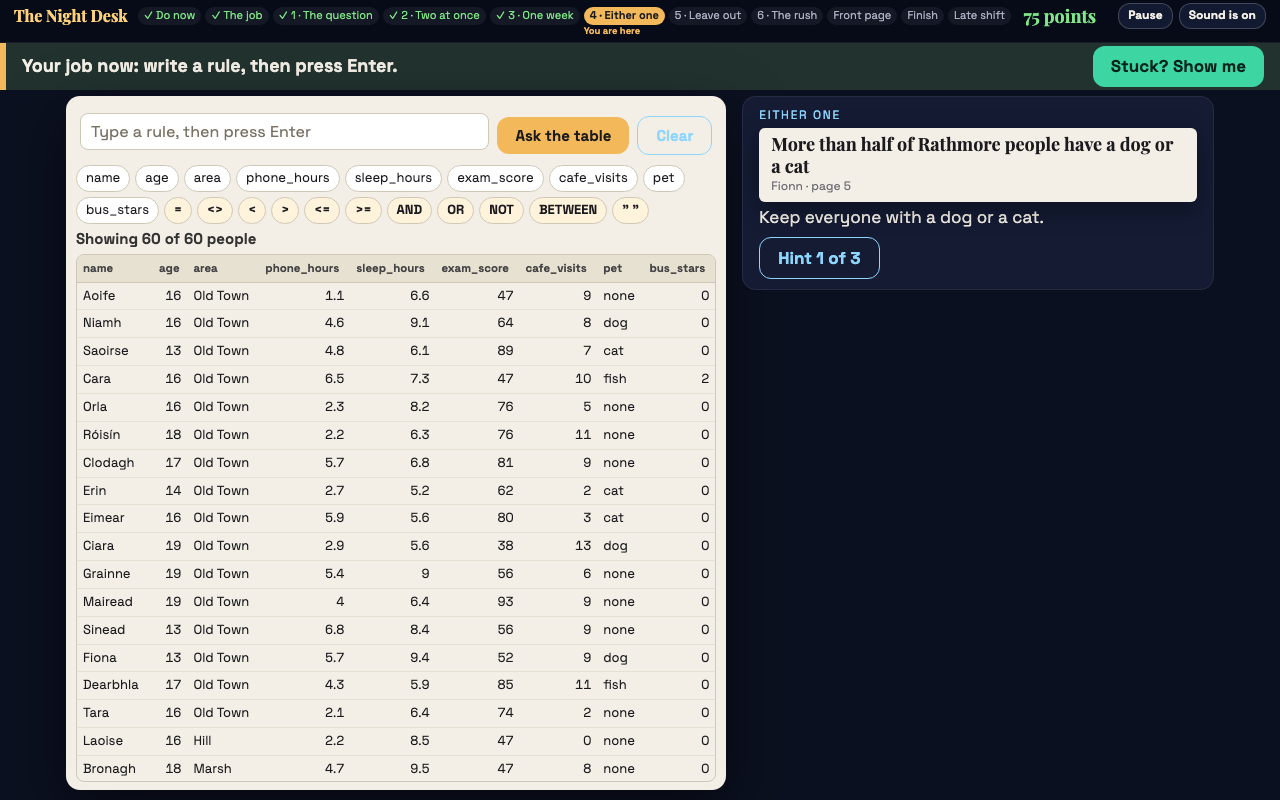 The Night Desk
✓ Do now
✓ The job
✓ 1 · The question
✓ 2 · Two at once
✓ 3 · One week
4 · Either one
5 · Leave out
6 · The rush
Front page
Finish
Late shift
You are here
75 points
Pause
Sound is on
Your job now: write a rule, then press Enter.
Stuck? Show me
Type a rule, then press Enter
Ask the table
Clear
name age area phone_hours sleep_hours exam_score cafe_visits pet
bus_stars = <> < > <= >= AND OR NOT BETWEEN " "
Showing 60 of 60 people
name age area phone_hours sleep_hours exam_score cafe_visits pet bus_stars
Aoife 16 Old Town 1.1 6.6 47 9 none 0
Niamh 16 Old Town 4.6 9.1 64 8 dog 0
Saoirse 13 Old Town 4.8 6.1 89 7 cat 0
Cara 16 Old Town 6.5 7.3 47 10 fish 2
Orla 16 Old Town 2.3 8.2 76 5 none 0
Róisín 18 Old Town 2.2 6.3 76 11 none 0
Clodagh 17 Old Town 5.7 6.8 81 9 none 0
Erin 14 Old Town 2.7 5.2 62 2 cat 0
Eimear 16 Old Town 5.9 5.6 80 3 cat 0
Ciara 19 Old Town 2.9 5.6 38 13 dog 0
Grainne 19 Old Town 5.4 9 56 6 none 0
Mairead 19 Old Town 4 6.4 93 9 none 0
Sinead 13 Old Town 6.8 8.4 56 9 none 0
Fiona 13 Old Town 5.7 9.4 52 9 dog 0
Dearbhla 17 Old Town 4.3 5.9 85 11 fish 0
Tara 16 Old Town 2.1 6.4 74 2 none 0
Laoise 16 Hill 2.2 8.5 47 0 none 0
Bronagh 18 Marsh 4.7 9.5 47 8 none 0
EITHER ONE
More than half of Rathmore people have a dog or
a cat
Fionn · page 5
Keep everyone with a dog or a cat.
Hint 1 of 3